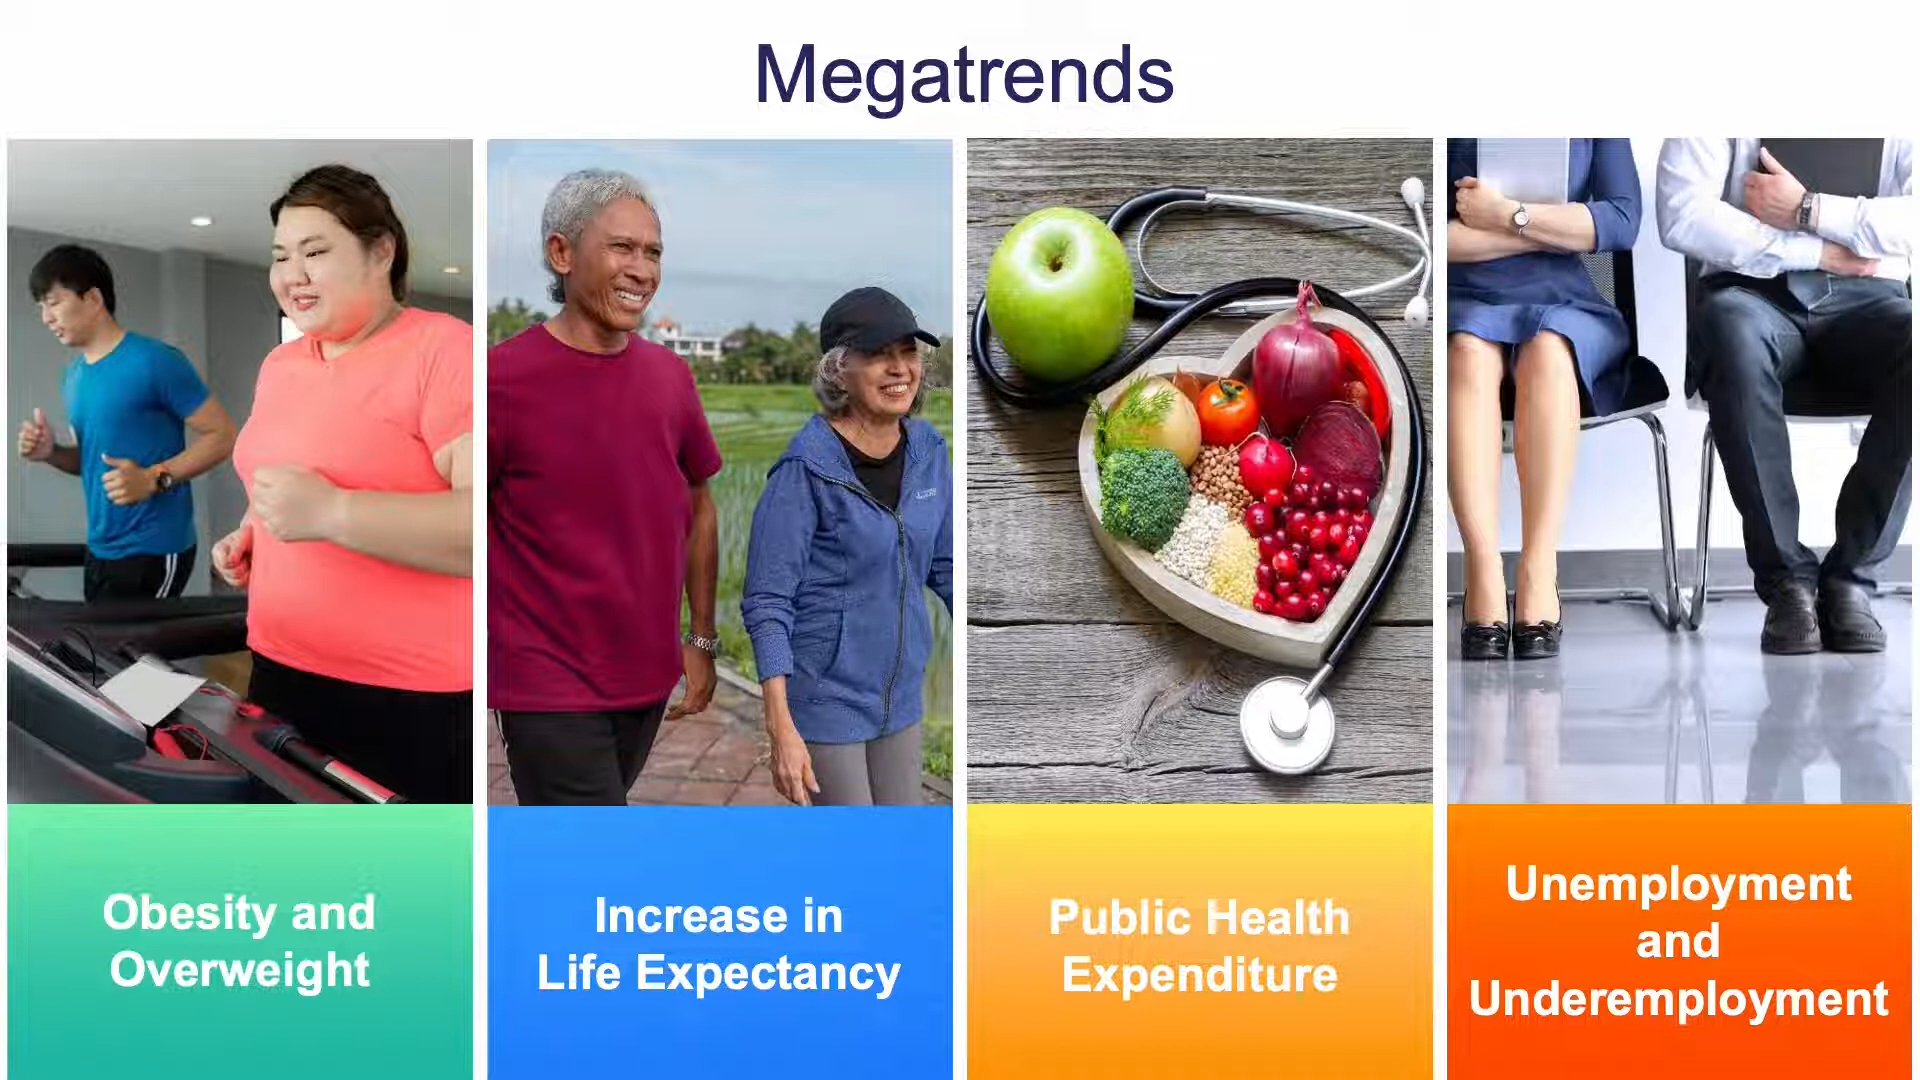 Megatrends
Obesity and
Overweight
Increase in
Life Expectancy
Public Health
Expenditure
Unemployment
and
Underemployment